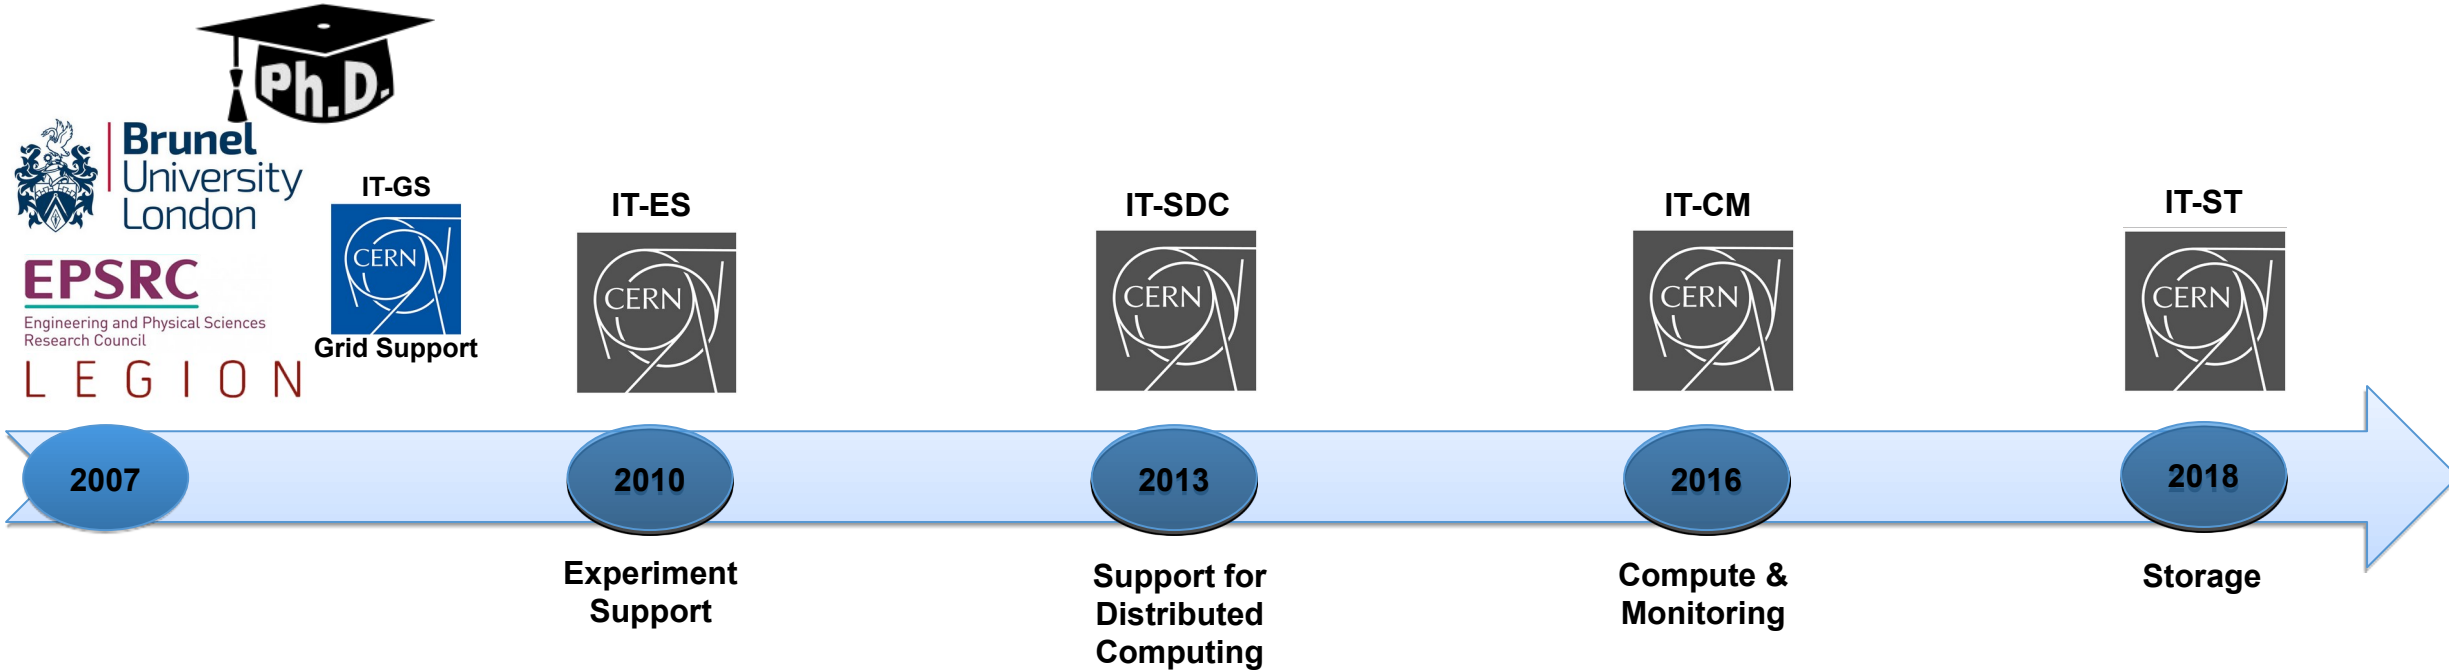 Ph.D.
Brunel
University
London
EPSRC
Engineering and Physical Sciences
Research Council
LEGION
IT-GS
CERN
Grid Support
IT-ES
CERN
IT-SDC
CERN
IT-CM
CERN
IT-ST
CERN
2007
2010
2013
2016
2018
Experiment
Support
Support for
Distributed
Computing
Compute &
Monitoring
Storage